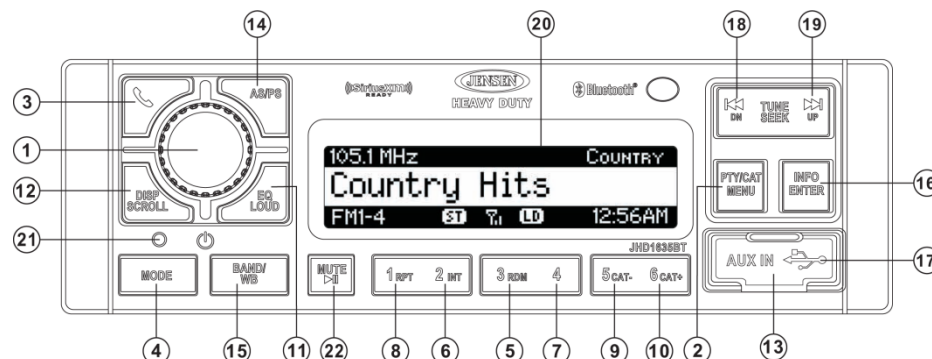 14
20
18
19
3
AS/PS
((SiriusXM))
READY
JENSEN
HEAVY DUTY
Bluetooth®
DN
TUNE
SEEK
UP
1
105.1 MHz
COUNTRY
Country Hits
FM1-4
ST
LD
12:56AM
PTY/CAT
MENU
INFO
ENTER
16
12
DISP
SCROLL
EQ
LOUD
21
JHD1635BT
AUX IN
17
MODE
BAND/
WB
MUTE
1 RPT
2 INT
3 RDM
4
5 CAT-
6 CAT+
4
15
11
22
8
6
5
7
9
10
2
13